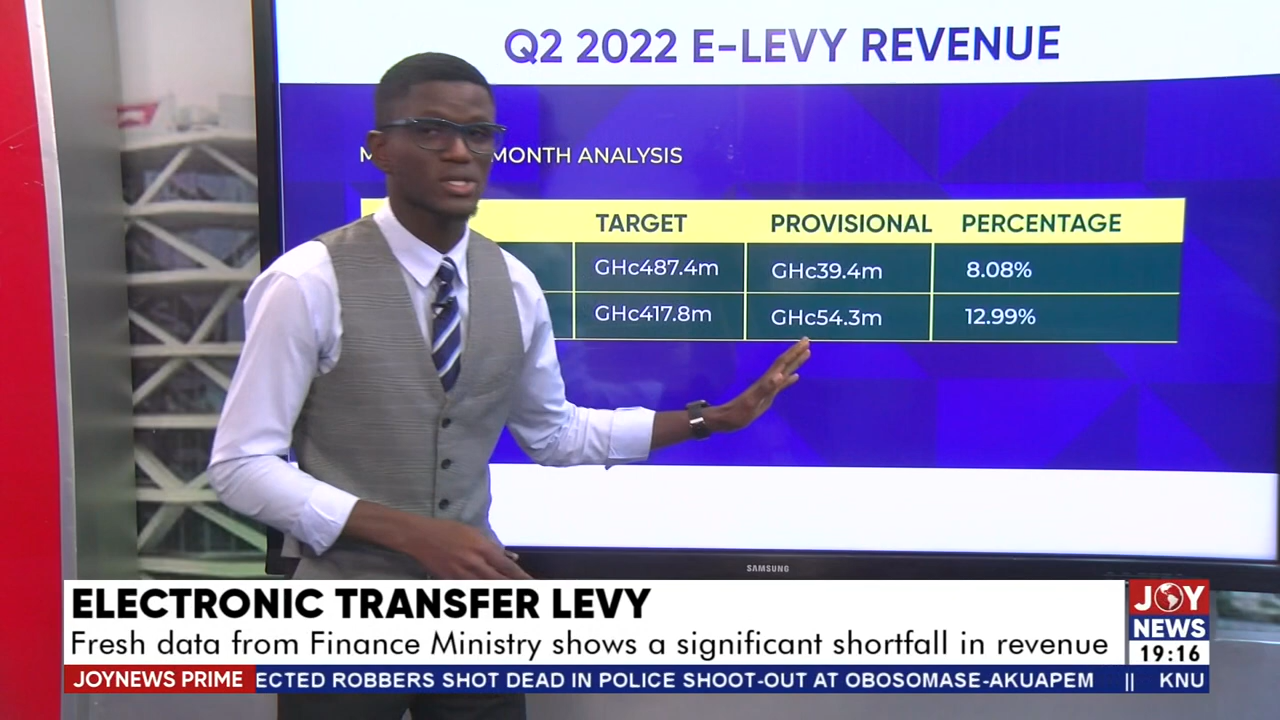 Q2 2022 E-LEVY REVENUE
MONTH ANALYSIS
TARGET PROVISIONAL PERCENTAGE
GHc487.4m GHc39.4m 8.08%
GHc417.8m GHc54.3m 12.99%
SAMSUNG
ELECTRONIC TRANSFER LEVY
Fresh data from Finance Ministry shows a significant shortfall in revenue
JOY
NEWS
19:16
JOYNEWS PRIME ECTED ROBBERS SHOT DEAD IN POLICE SHOOT-OUT AT OBOSOMASE-AKUAPEM || KNU